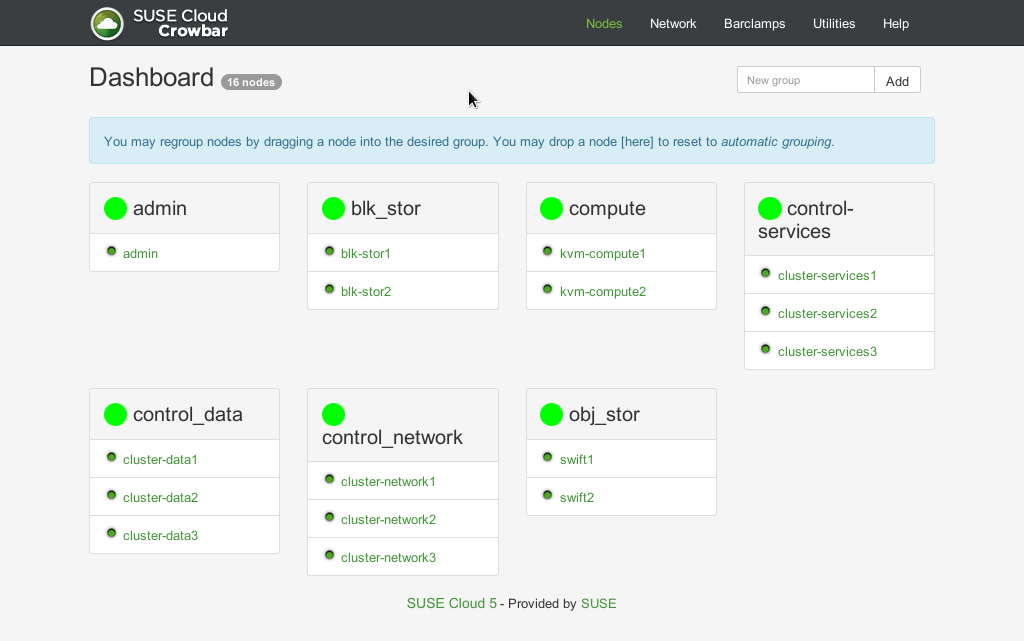 SUSE Cloud
Crowbar
Nodes Network Barclamps Utilities Help
Dashboard 16 nodes
New group Add
You may regroup nodes by dragging a node into the desired group. You may drop a node [here] to reset to automatic grouping.
admin
admin
blk_stor
blk-stor1
blk-stor2
compute
kvm-compute1
kvm-compute2
control-
services
cluster-services1
cluster-services2
cluster-services3
control_data
cluster-data1
cluster-data2
cluster-data3
control_network
cluster-network1
cluster-network2
cluster-network3
obj_stor
swift1
swift2
SUSE Cloud 5 - Provided by SUSE